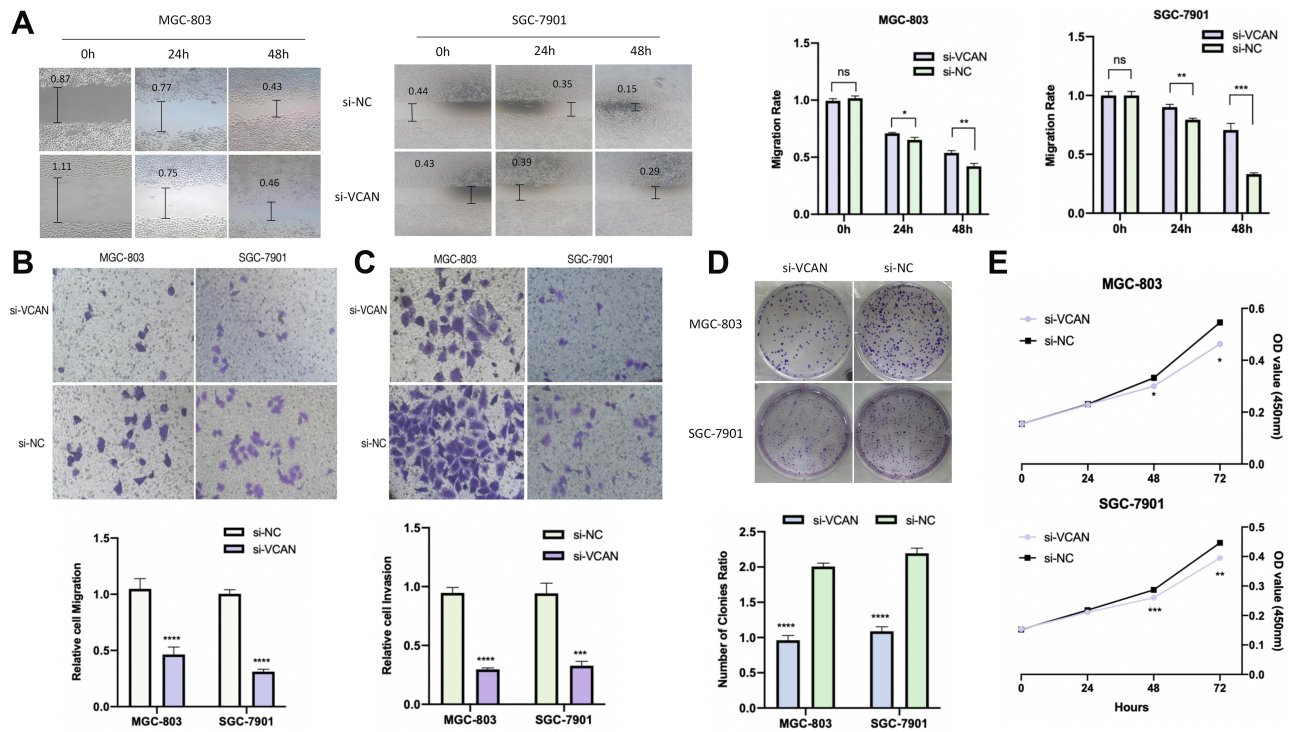 A
MGC-803
0h
24h
48h
SGC-7901
0h
24h
48h
0.87
0.77
0.43
1.11
0.75
0.46
si-NC
si-VCAN
0.44
0.35
0.15
0.43
0.39
0.29
MGC-803
si-VCAN
si-NC
Migration Rate
1.5
1.0
0.5
0.0
ns
*
**
0h
24h
48h
SGC-7901
si-VCAN
si-NC
Migration Rate
1.5
1.0
0.5
0.0
ns
**
***
0h
24h
48h
B
MGC-803
SGC-7901
si-VCAN
si-NC
Relative cell Migration
1.5
1.0
0.5
0.0
si-NC
si-VCAN
****
****
MGC-803
SGC-7901
C
MGC-803
SGC-7901
si-VCAN
si-NC
Relative cell Invasion
1.5
1.0
0.5
0.0
si-NC
si-VCAN
****
***
MGC-803
SGC-7901
D
si-VCAN
si-NC
MGC-803
SGC-7901
si-VCAN
si-NC
Number of Clonies Ratio
2.5
2.0
1.5
1.0
0.5
0.0
****
****
MGC-803
SGC-7901
E
MGC-803
si-VCAN
si-NC
0.6
0.4
0.2
0.0
OD value (450nm)
*
*
0
24
48
72
SGC-7901
si-VCAN
si-NC
0.5
0.4
0.3
0.2
0.1
0.0
OD value (450nm)
***
**
0
24
48
72
Hours